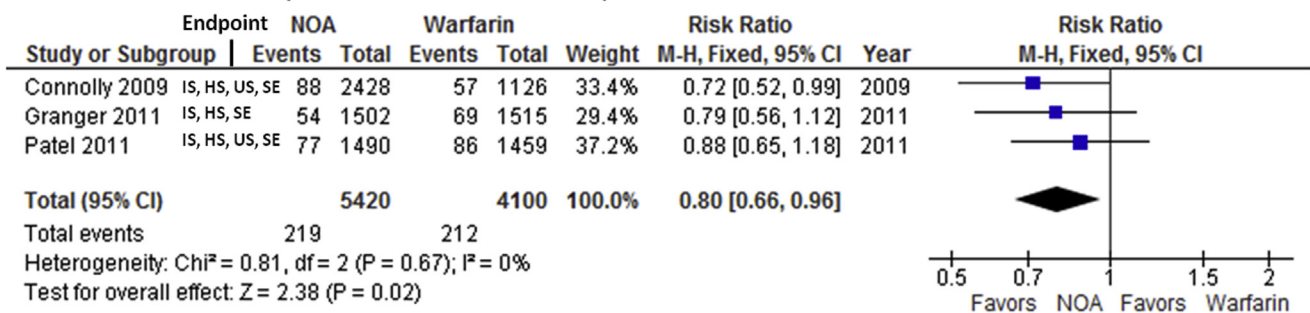 Endpoint NOA Warfarin Risk Ratio Risk Ratio
Study or Subgroup | Events Total Events Total Weight M-H, Fixed, 95% CI Year M-H, Fixed, 95% CI
Connolly 2009 IS, HS, US, SE 88 2428 57 1126 33.4% 0.72 [0.52, 0.99] 2009
Granger 2011 IS, HS, SE 54 1502 69 1515 29.4% 0.79 [0.56, 1.12] 2011
Patel 2011 IS, HS, US, SE 77 1490 86 1459 37.2% 0.88 [0.65, 1.18] 2011
Total (95% CI) 5420 4100 100.0% 0.80 [0.66, 0.96]
Total events 219 212
Heterogeneity: Chi² = 0.81, df = 2 (P = 0.67); I² = 0%
Test for overall effect: Z = 2.38 (P = 0.02)
0.5 0.7 1 1.5 2
Favors NOA Favors Warfarin